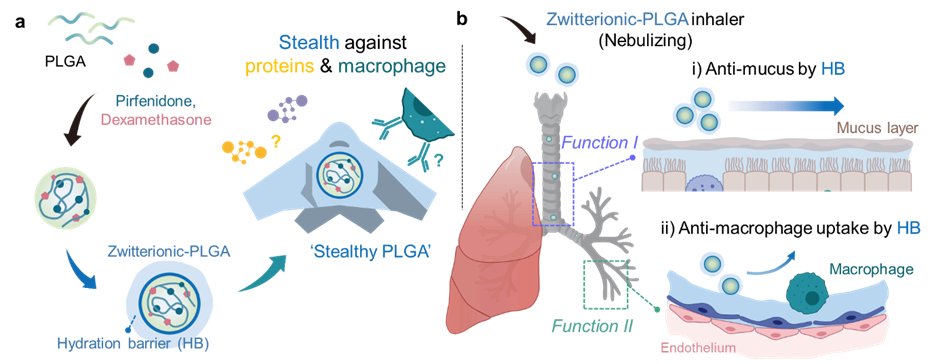 a
PLGA
Pirfenidone,
Dexamethasone
Zwitterionic-PLGA
Hydration barrier (HB)
Stealth against
proteins & macrophage
?
?
'Stealthy PLGA'
b
Zwitterionic-PLGA inhaler
(Nebulizing)
Function I
Function II
i) Anti-mucus by HB
Mucus layer
ii) Anti-macrophage uptake by HB
Macrophage
Endothelium